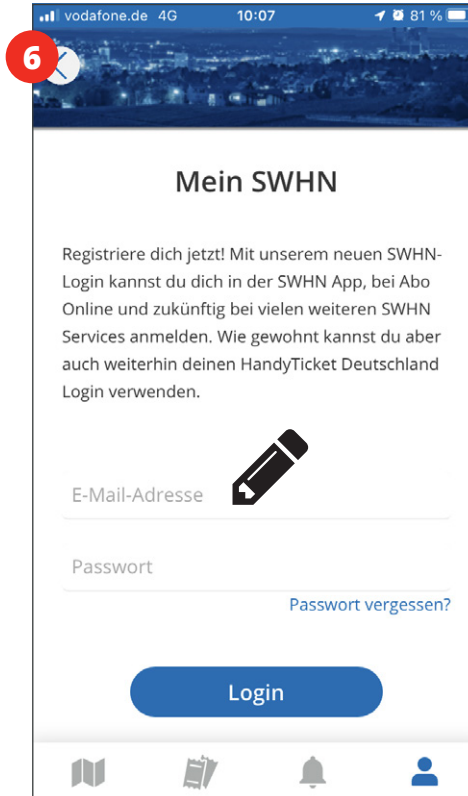 vodafone.de 4G 10:07 81 %
6
Mein SWHN
Registriere dich jetzt! Mit unserem neuen SWHN-
Login kannst du dich in der SWHN App, bei Abo
Online und zukünftig bei vielen weiteren SWHN
Services anmelden. Wie gewohnt kannst du aber
auch weiterhin deinen HandyTicket Deutschland
Login verwenden.
E-Mail-Adresse
Passwort
Passwort vergessen?
Login